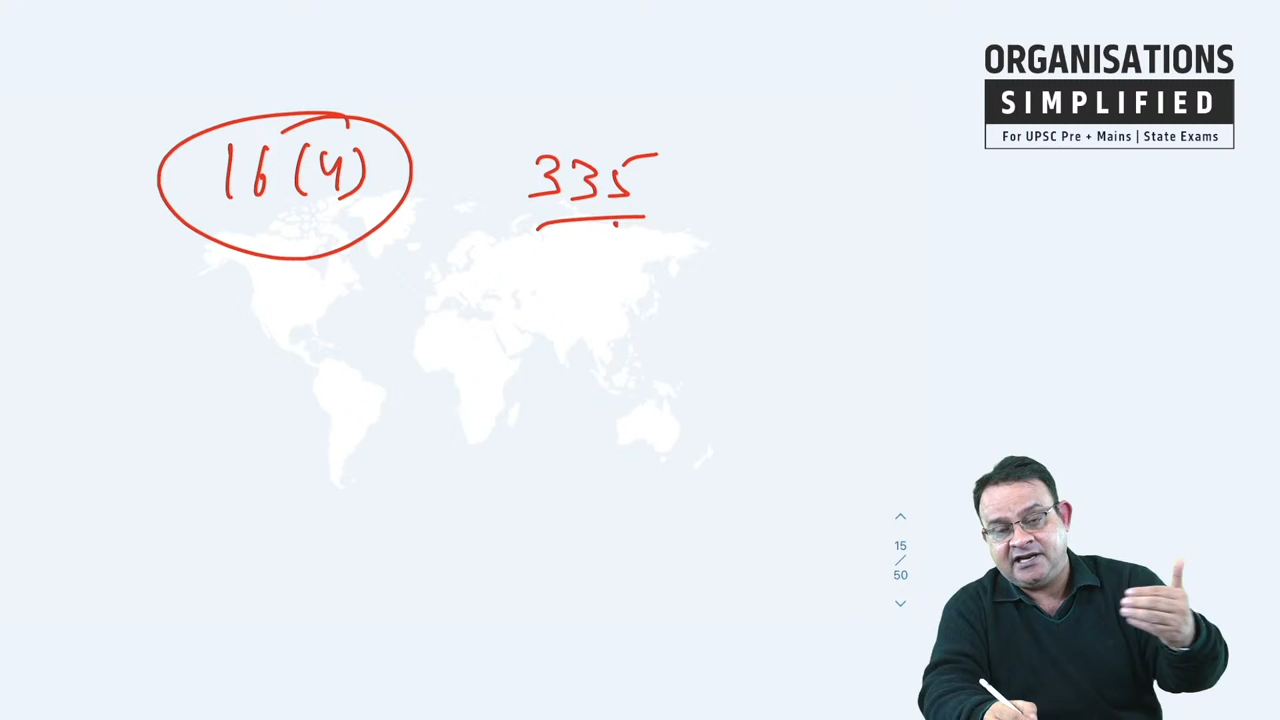 ORGANISATIONS
SIMPLIFIED
For UPSC Pre + Mains | State Exams
16(4) 335
15
/
50